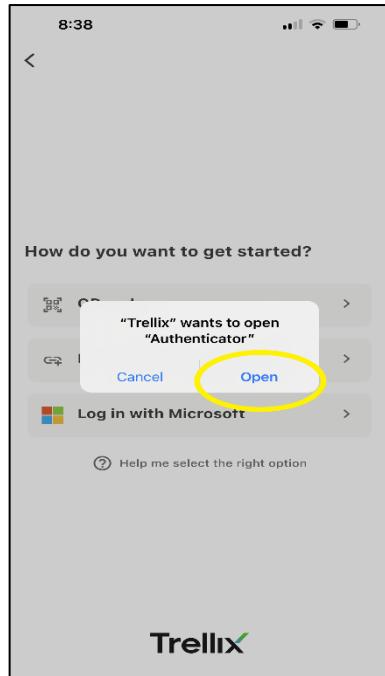 8:38
How do you want to get started?
“Trellix” wants to open
“Authenticator”
Cancel
Open
Log in with Microsoft
Help me select the right option
Trellix